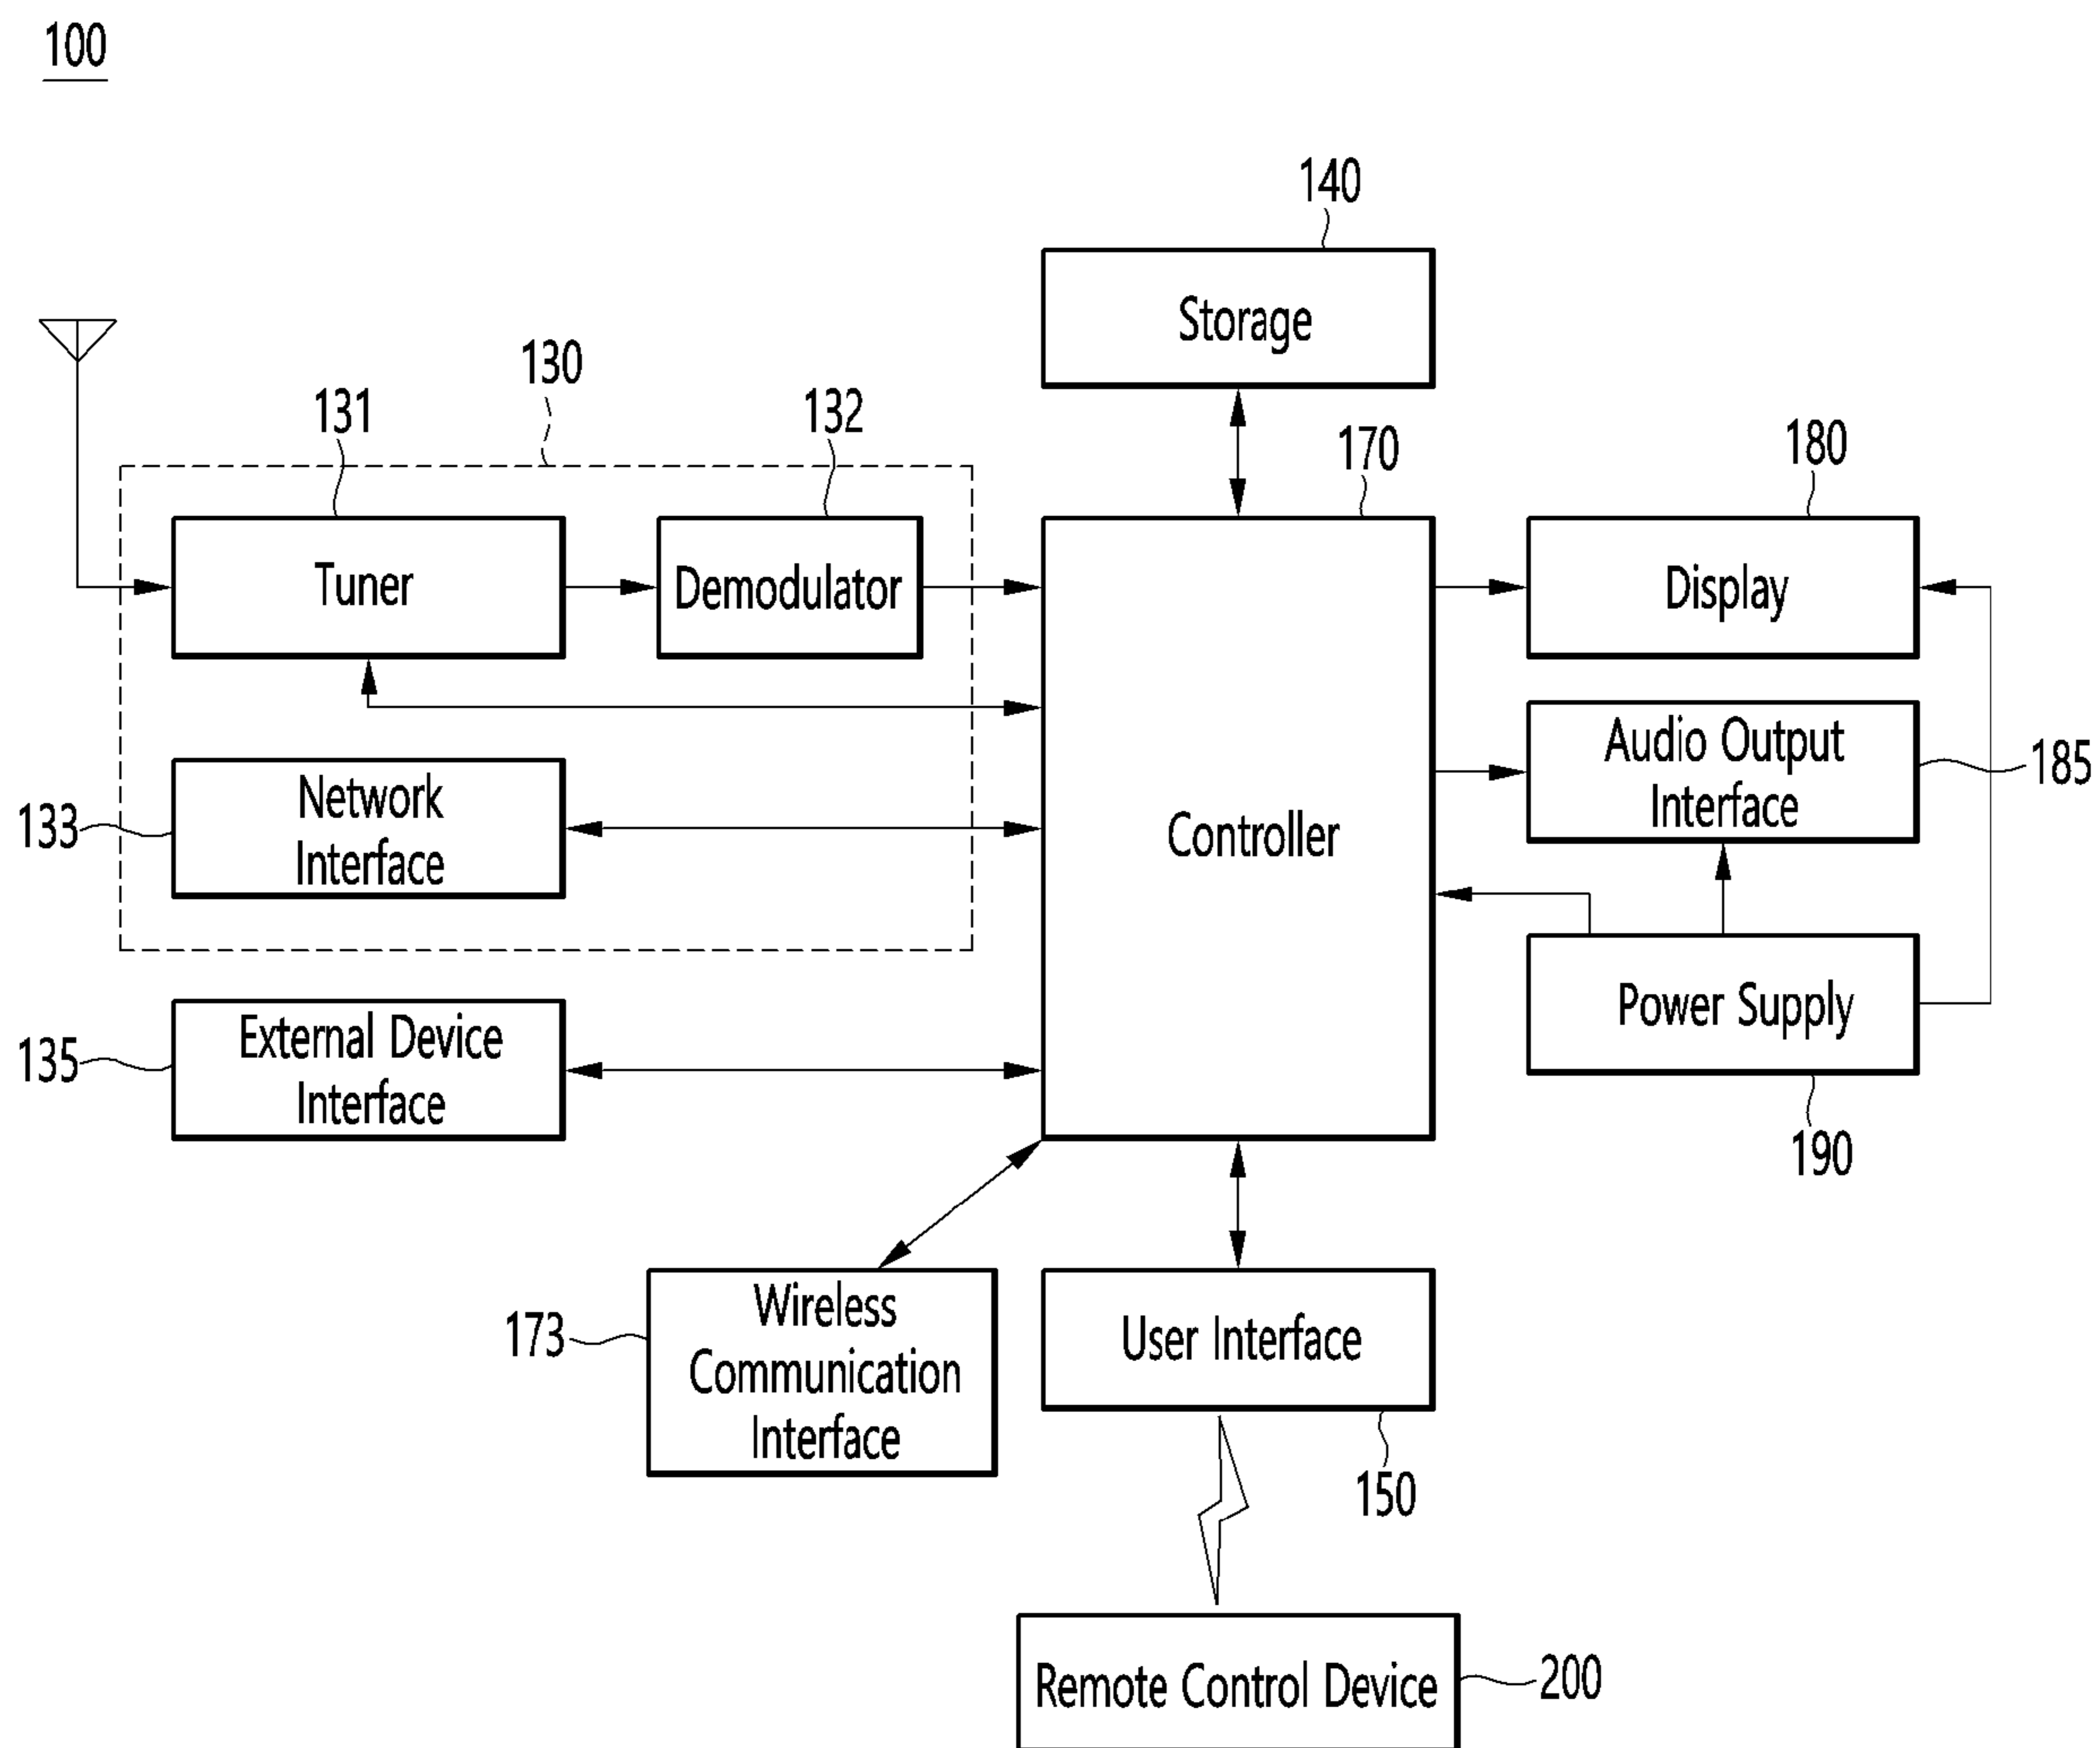 100
140
Storage
130
131
132
170
180
Tuner
Demodulator
Display
Audio Output
Interface
185
Network
Interface
133
Controller
Power Supply
190
External Device
Interface
135
Wireless
Communication
Interface
173
User Interface
150
Remote Control Device
200